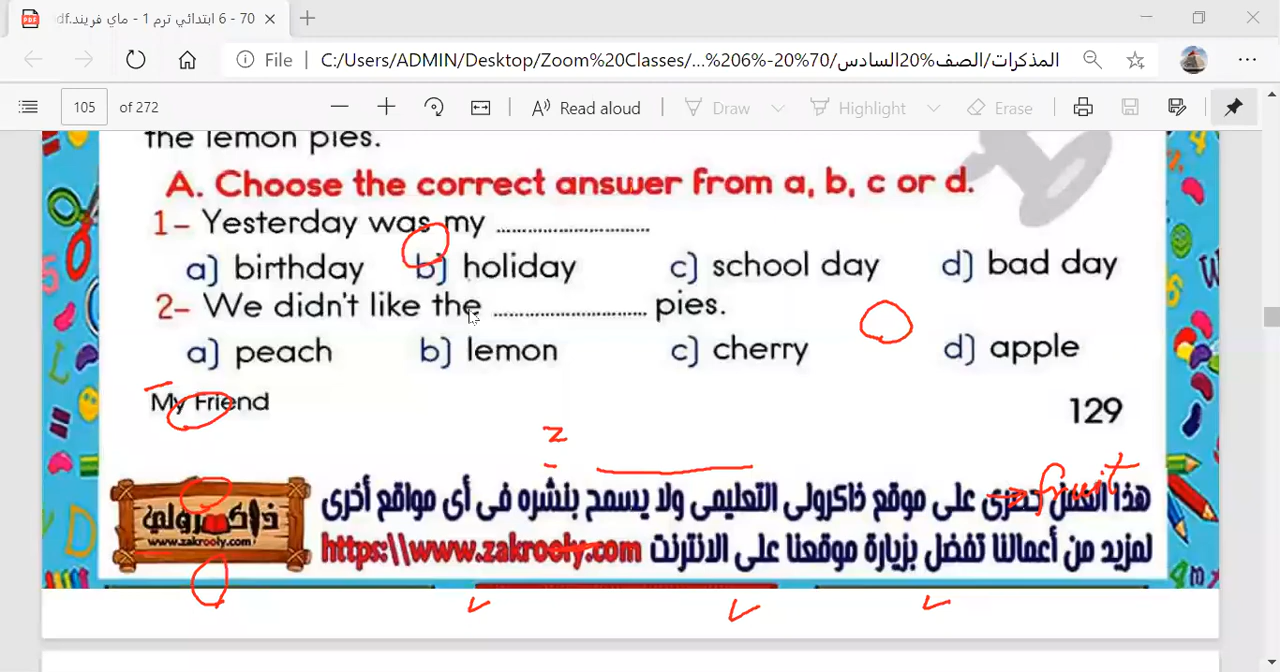 70 - 6 ابتدائي ترم 1 - ماي فريند.df
File C:/Users/ADMIN/Desktop/Zoom%20Classes/...%206%-20%70/المذكرات/الصف%20السادس
105 of 272 Read aloud Draw Highlight Erase
the lemon pies.
A. Choose the correct answer from a, b, c or d.
1- Yesterday was my ............................
a) birthday b) holiday c) school day d) bad day
2- We didn't like the ............................ pies.
a) peach b) lemon c) cherry d) apple
My Friend 129
z
fruit
هذا العمل حصرى على موقع ذاكرولى التعليمى ولا يسمح بنشره فى أى مواقع أخرى
ذاكرولي
www.zakrooly.com
لمزيد من أعمالنا تفضل بزيارة موقعنا على الانترنت https:\\www.zakrooly.com